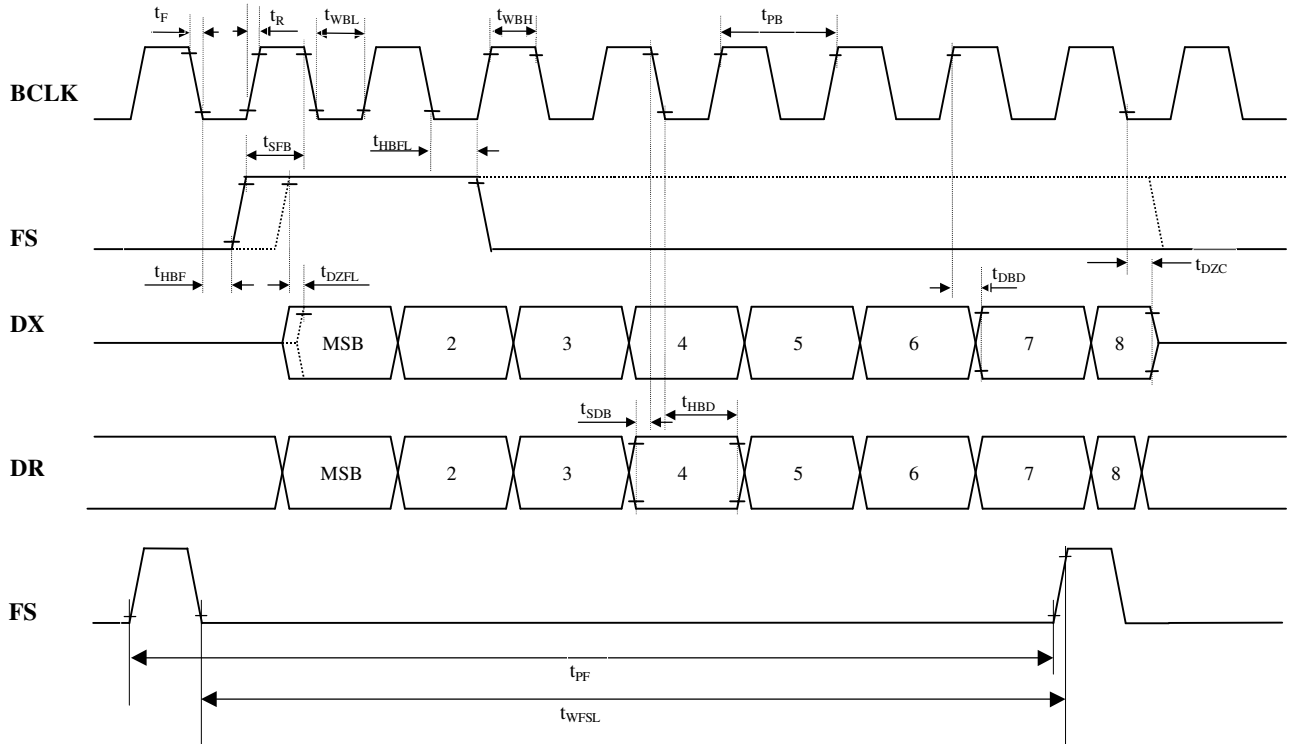 tF tR tWBL tWBH tPB
BCLK
tSFB tHBFL
FS
tHBF tDZFL tDBD tDZC
DX
MSB 2 3 4 5 6 7 8
tSDB tHBD
DR
MSB 2 3 4 5 6 7 8
FS
tPF
tWFSL